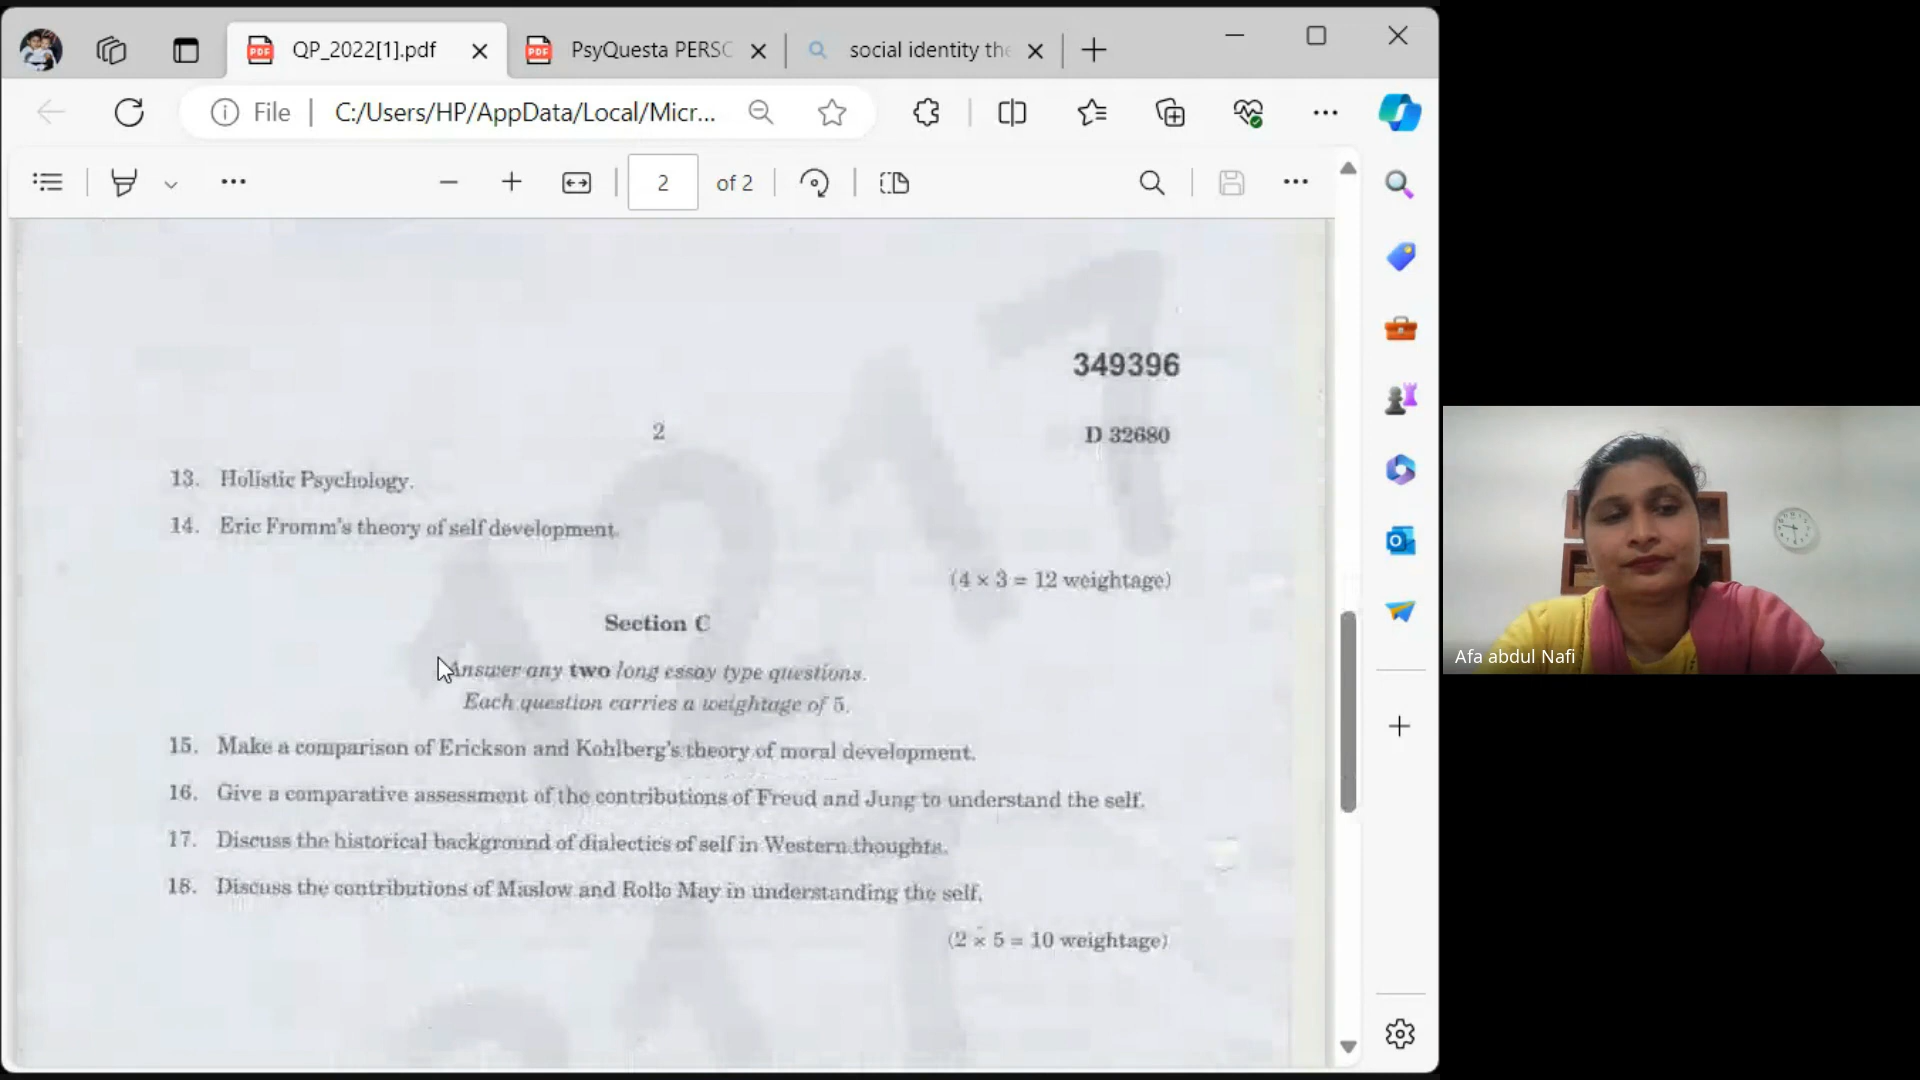 QP_2022[1].pdf
PsyQuesta PERSC
social identity the
File
C:/Users/HP/AppData/Local/Micr...
2 of 2
349396
2
D 32680
13. Holistic Psychology.
14. Eric Fromm's theory of self development.
(4 × 3 = 12 weightage)
Section C
Answer any two long essay type questions.
Each question carries a weightage of 5.
15. Make a comparison of Erickson and Kohlberg's theory of moral development.
16. Give a comparative assessment of the contributions of Freud and Jung to understand the self.
17. Discuss the historical background of dialectics of self in Western thoughts.
18. Discuss the contributions of Maslow and Rollo May in understanding the self.
(2 × 5 = 10 weightage)
Afa abdul Nafi